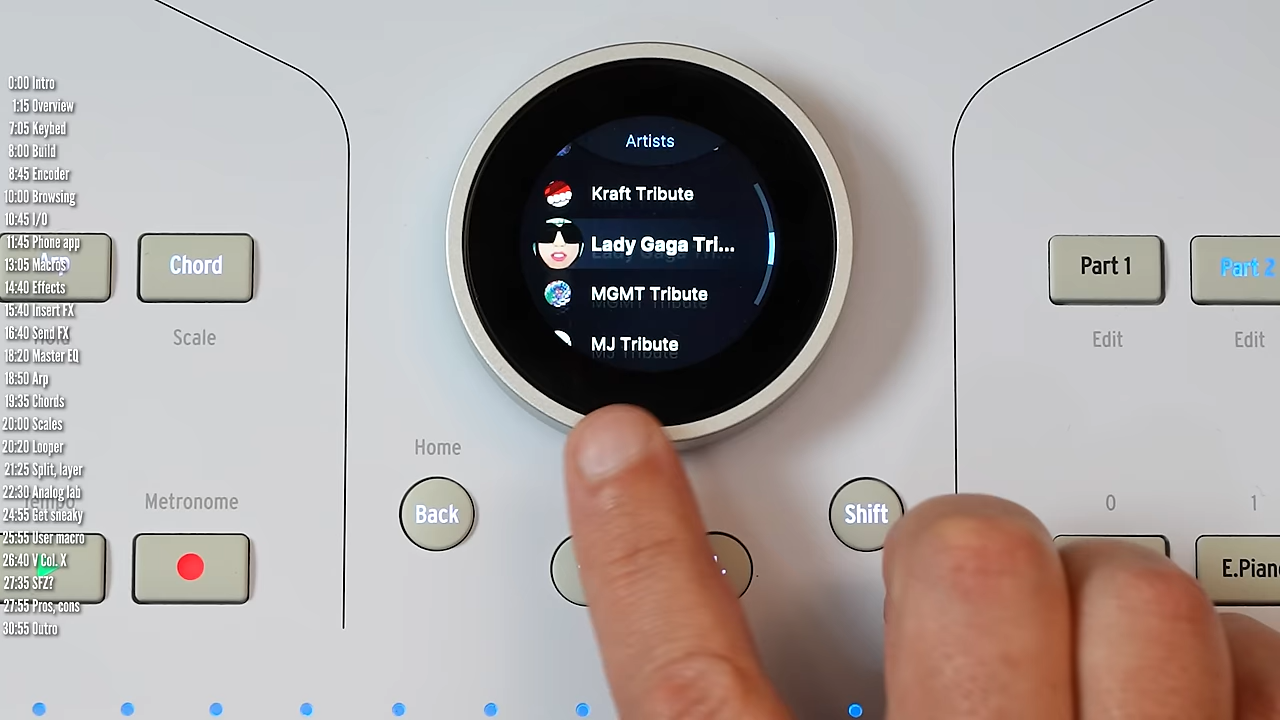 0:00 Intro
1:15 Overview
7:05 Keybed
8:00 Build
8:45 Encoder
10:00 Browsing
10:45 I/O
11:45 Phone app
13:05 Macros
14:40 Effects
15:40 Insert FX
16:40 Send FX
18:20 Master EQ
18:50 Arp
19:35 Chords
20:00 Scales
20:20 Looper
21:25 Split, layer
22:30 Analog lab
24:55 Get sneaky
25:55 User macro
26:40 V Col. X
27:35 SFZ?
27:55 Pros, cons
30:55 Outro
Chord
Scale
Metronome
Artists
Kraft Tribute
Lady Gaga Tri...
MGMT Tribute
MJ Tribute
Home
Back
Shift
Part 1
Part 2
Edit
Edit
0
1
E.Pian